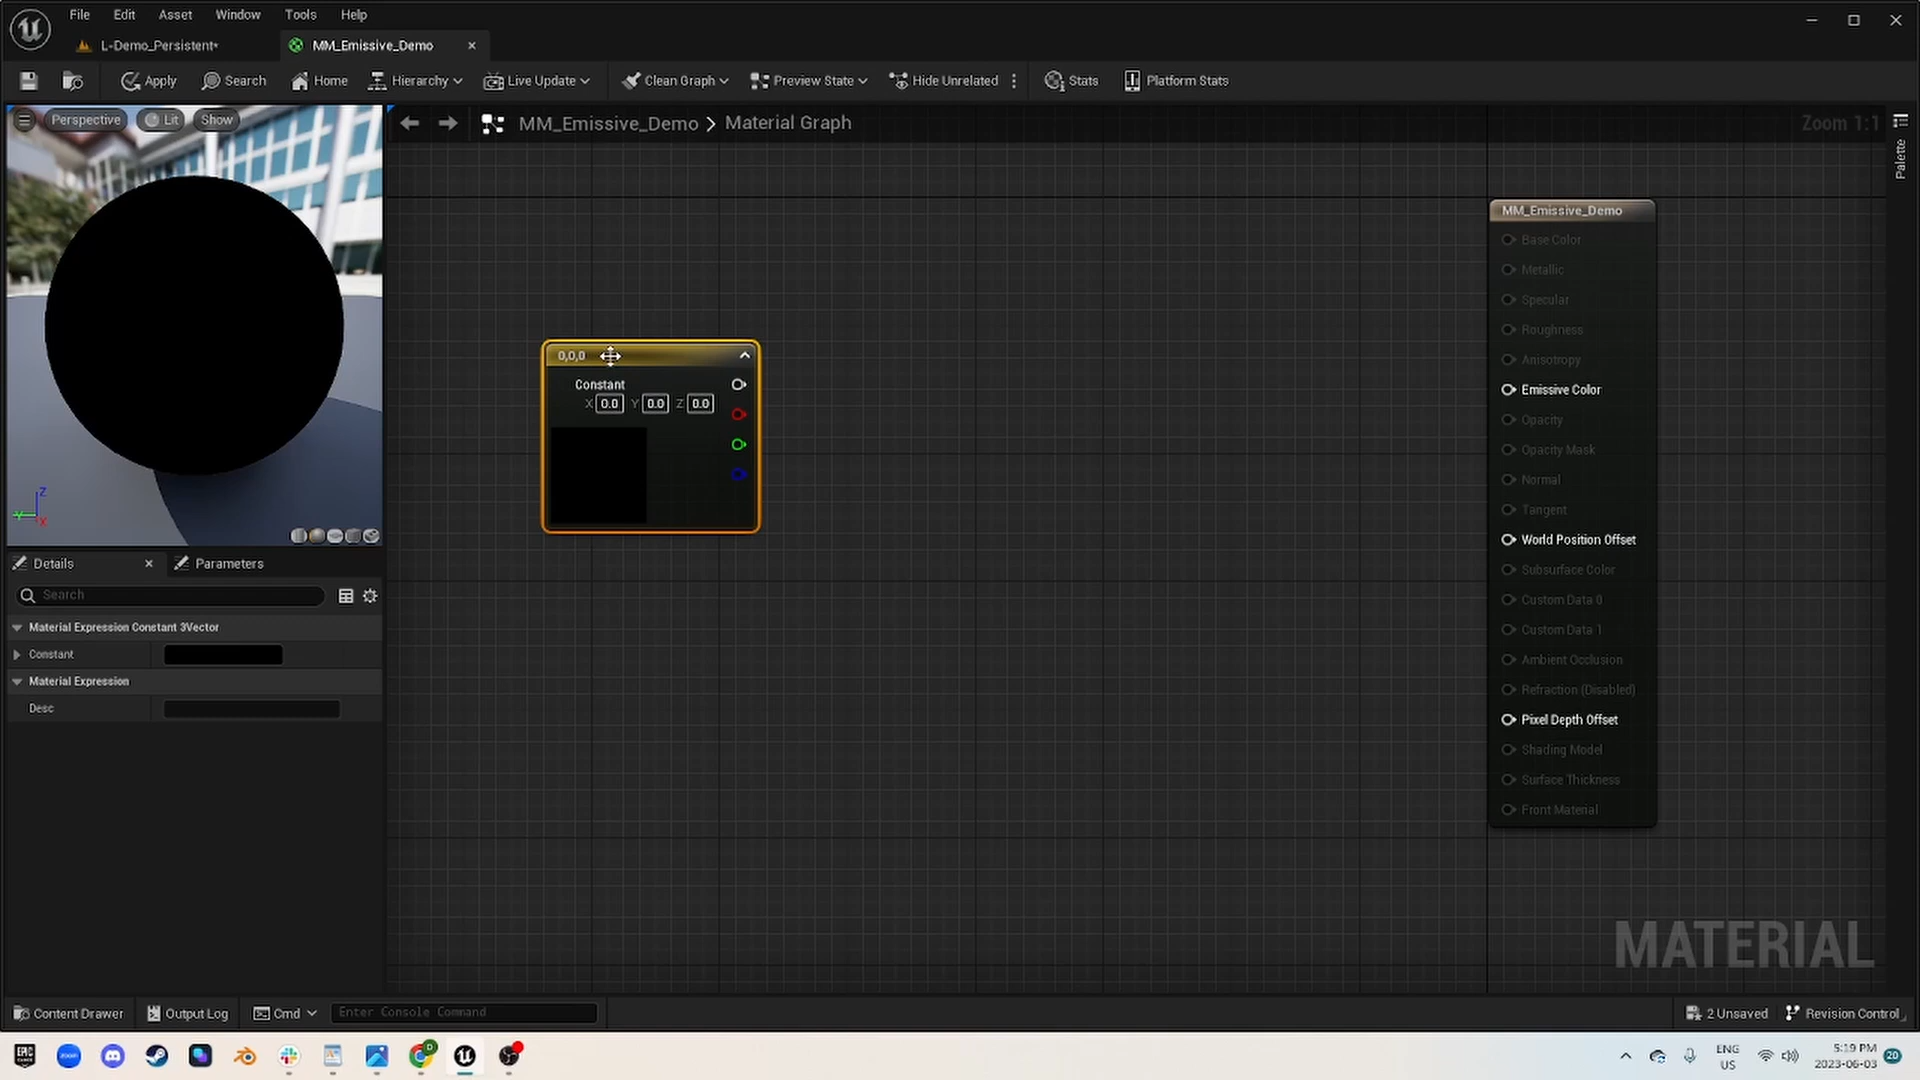 File Edit Asset Window Tools Help
L-Demo_Persistent*
MM_Emissive_Demo
Apply
Search
Home
Hierarchy
Live Update
Clean Graph
Preview State
Hide Unrelated
Stats
Platform Stats
Perspective
Lit
Show
MM_Emissive_Demo > Material Graph
Zoom 1:1
Palette
0,0,0
Constant
X 0.0 Y 0.0 Z 0.0
MM_Emissive_Demo
Base Color
Metallic
Specular
Roughness
Anisotropy
Emissive Color
Opacity
Opacity Mask
Normal
Tangent
World Position Offset
Subsurface Color
Custom Data 0
Custom Data 1
Ambient Occlusion
Refraction (Disabled)
Pixel Depth Offset
Shading Model
Surface Thickness
Front Material
Z
Y
X
Details
Parameters
Search
Material Expression Constant 3Vector
Constant
Material Expression
Desc
MATERIAL
Content Drawer
Output Log
Cmd
Enter Console Command
2 Unsaved
Revision Control
EPIC
zoom
D
ENG
US
5:19 PM
2023-06-03
20